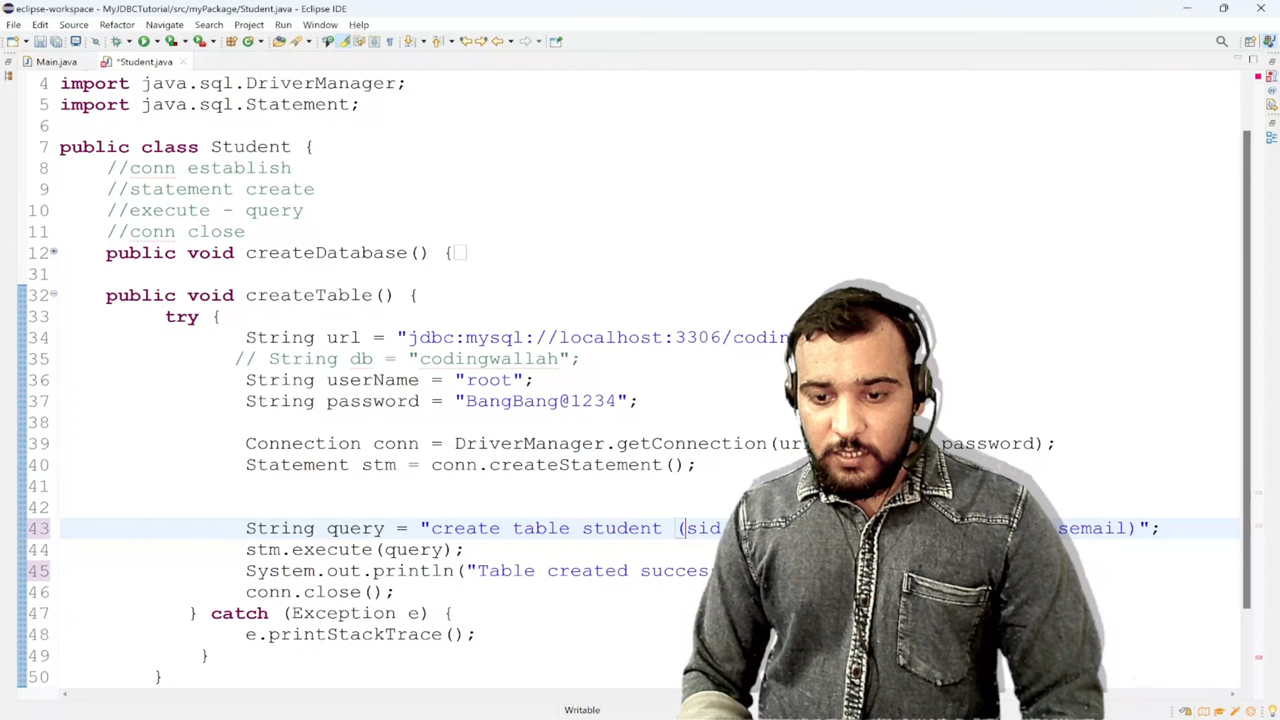 eclipse-workspace - MyJDBCTutorial/src/myPackage/Student.java - Eclipse IDE
File Edit Source Refactor Navigate Search Project Run Window Help
Main.java *Student.java
4 import java.sql.DriverManager;
5 import java.sql.Statement;
6
7 public class Student {
8 //conn establish
9 //statement create
10 //execute - query
11 //conn close
12 public void createDatabase() {
31
32 public void createTable() {
33 try {
34 String url = "jdbc:mysql://localhost:3306/codin
35 // String db = "codingwallah";
36 String userName = "root";
37 String password = "BangBang@1234";
38
39 Connection conn = DriverManager.getConnection(ur password);
40 Statement stm = conn.createStatement();
41
42
43 String query = "create table student (sid semail)";
44 stm.execute(query);
45 System.out.println("Table created succes
46 conn.close();
47 } catch (Exception e) {
48 e.printStackTrace();
49 }
50 }
Writable